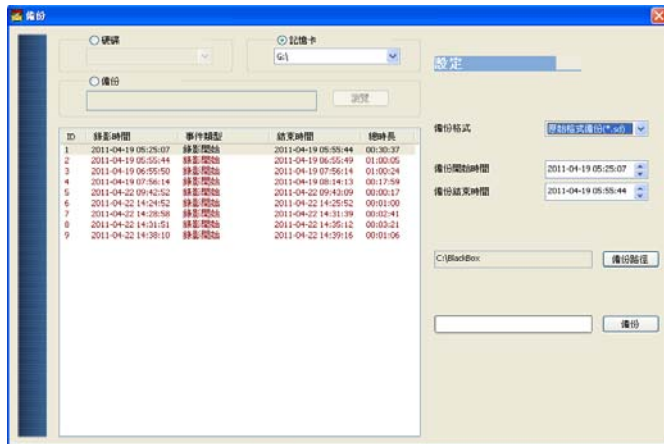 備份
硬碟
記憶卡
G:\
備份
瀏覽
設定
ID 錄影時間 事件類型 結束時間 總時長
1 2011-04-19 05:25:07 錄影開始 2011-04-19 05:55:44 00:30:37
2 2011-04-19 05:55:44 錄影開始 2011-04-19 06:55:49 01:00:05
3 2011-04-19 06:55:50 錄影開始 2011-04-19 07:56:14 01:00:24
4 2011-04-19 07:56:14 錄影開始 2011-04-19 08:14:13 00:17:59
5 2011-04-22 09:42:52 錄影開始 2011-04-22 09:43:09 00:00:17
6 2011-04-22 14:24:52 錄影開始 2011-04-22 14:25:52 00:01:00
7 2011-04-22 14:28:58 錄影開始 2011-04-22 14:31:39 00:02:41
8 2011-04-22 14:31:51 錄影開始 2011-04-22 14:35:12 00:03:21
9 2011-04-22 14:38:10 錄影開始 2011-04-22 14:39:16 00:01:06
備份格式 原始格式備份(*.sd)
備份開始時間 2011-04-19 05:25:07
備份結束時間 2011-04-19 05:55:44
C:\BlackBox 備份路徑
備份